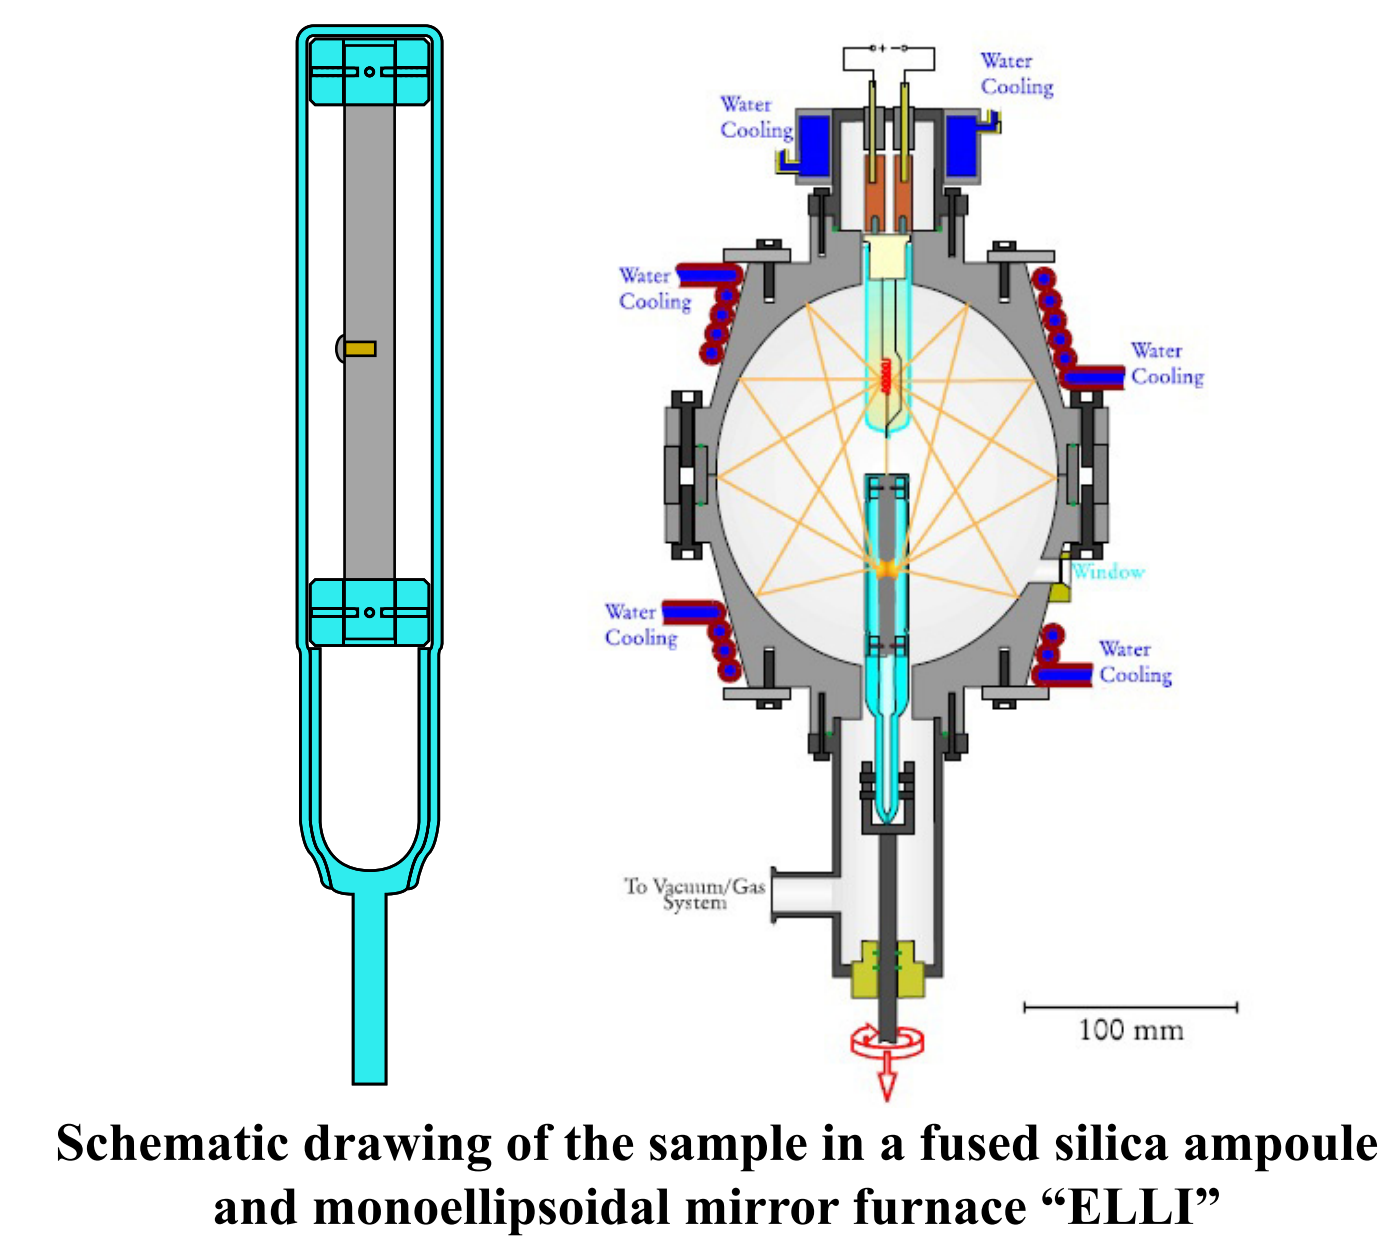 + -
Water
Cooling
Water
Cooling
Water
Cooling
Water
Cooling
Window
Water
Cooling
Water
Cooling
To Vacuum/Gas
System
100 mm
Schematic drawing of the sample in a fused silica ampoule
and monoellipsoidal mirror furnace “ELLI”